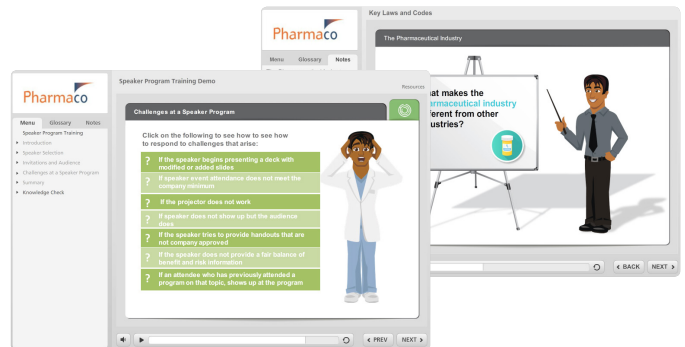 Pharmaco
Key Laws and Codes
The Pharmaceutical Industry
Menu Glossary Notes
at makes the
armaceutical industry
fferent from other
ustries?
BACK NEXT
Pharmaco
Speaker Program Training Demo
Resources
Menu Glossary Notes
Speaker Program Training
Introduction
Speaker Selection
Invitations and Audience
Challenges at a Speaker Program
Summary
Knowledge Check
Challenges at a Speaker Program
Click on the following to see how to see how
to respond to challenges that arise:
? If the speaker begins presenting a deck with
modified or added slides
? If speaker event attendance does not meet the
company minimum
? If the projector does not work
? If speaker does not show up but the audience
does
? If the speaker tries to provide handouts that are
not company approved
? If the speaker does not provide a fair balance of
benefit and risk information
? If an attendee who has previously attended a
program on that topic, shows up at the program
PREV NEXT